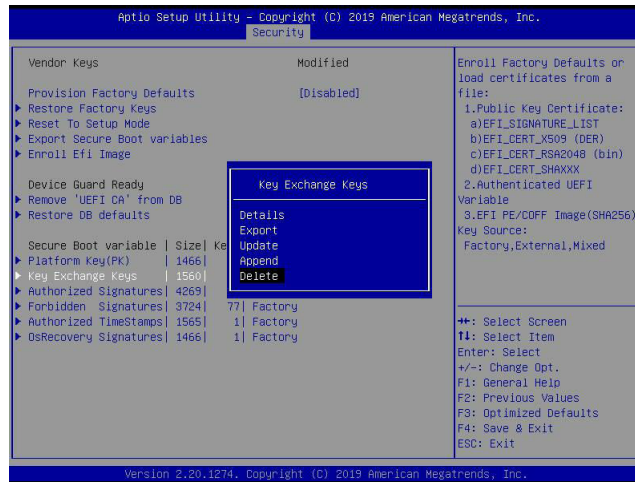 Aptio Setup Utility – Copyright (C) 2019 American Megatrends, Inc.
Security
Vendor Keys Modified
Provision Factory Defaults [Disabled]
Restore Factory Keys
Reset To Setup Mode
Export Secure Boot variables
Enroll Efi Image
Device Guard Ready
Remove 'UEFI CA' from DB
Restore DB defaults
Secure Boot variable | Size| Ke
Platform Key(PK) | 1466|
Key Exchange Keys | 1560|
Authorized Signatures| 4269|
Forbidden Signatures| 3724| 77| Factory
Authorized TimeStamps| 1565| 1| Factory
OsRecovery Signatures| 1466| 1| Factory
Key Exchange Keys
Details
Export
Update
Append
Delete
Enroll Factory Defaults or
load certificates from a
file:
1.Public Key Certificate:
a)EFI_SIGNATURE_LIST
b)EFI_CERT_X509 (DER)
c)EFI_CERT_RSA2048 (bin)
d)EFI_CERT_SHAXXX
2.Authenticated UEFI
Variable
3.EFI PE/COFF Image(SHA256)
Key Source:
Factory,External,Mixed
→←: Select Screen
↑↓: Select Item
Enter: Select
+/-: Change Opt.
F1: General Help
F2: Previous Values
F3: Optimized Defaults
F4: Save & Exit
ESC: Exit
Version 2.20.1274. Copyright (C) 2019 American Megatrends, Inc.